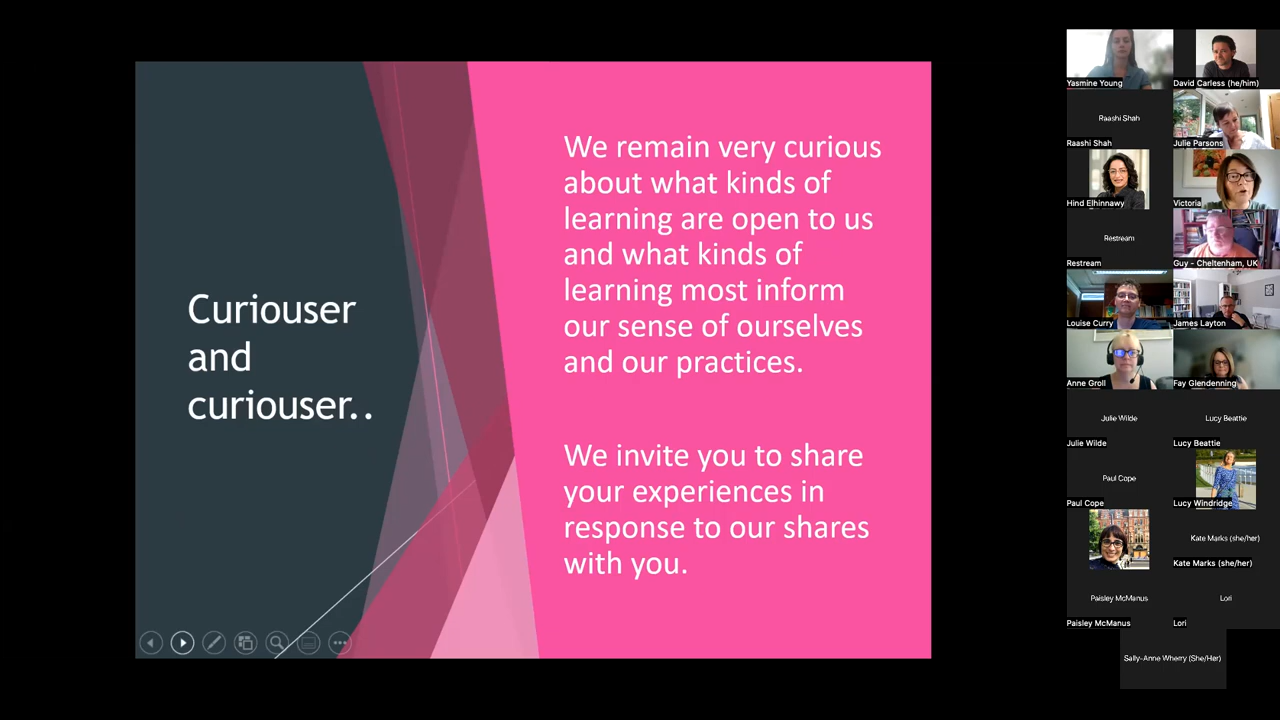 Curiouser
and
curiouser..
We remain very curious
about what kinds of
learning are open to us
and what kinds of
learning most inform
our sense of ourselves
and our practices.
We invite you to share
your experiences in
response to our shares
with you.
Yasmine Young
David Carless (he/him)
Raashi Shah
Raashi Shah
Julie Parsons
Hind Elhinnawy
Victoria
Restream
Restream
Guy - Cheltenham, UK
Louise Curry
James Layton
Anne Groll
Fay Glendenning
Julie Wilde
Julie Wilde
Lucy Beattie
Lucy Beattie
Paul Cope
Paul Cope
Lucy Windridge
Kate Marks (she/her)
Kate Marks (she/her)
Paisley McManus
Paisley McManus
Lori
Lori
Sally-Anne Wherry (She/Her)